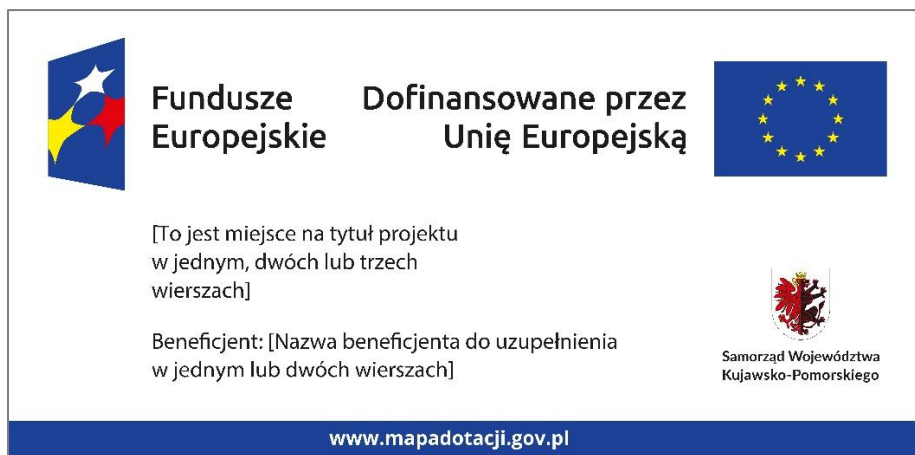 Fundusze
Europejskie
Dofinansowane przez
Unię Europejską
[To jest miejsce na tytuł projektu
w jednym, dwóch lub trzech
wierszach]
Beneficjent: [Nazwa beneficjenta do uzupełnienia
w jednym lub dwóch wierszach]
Samorząd Województwa
Kujawsko-Pomorskiego
www.mapadotacji.gov.pl